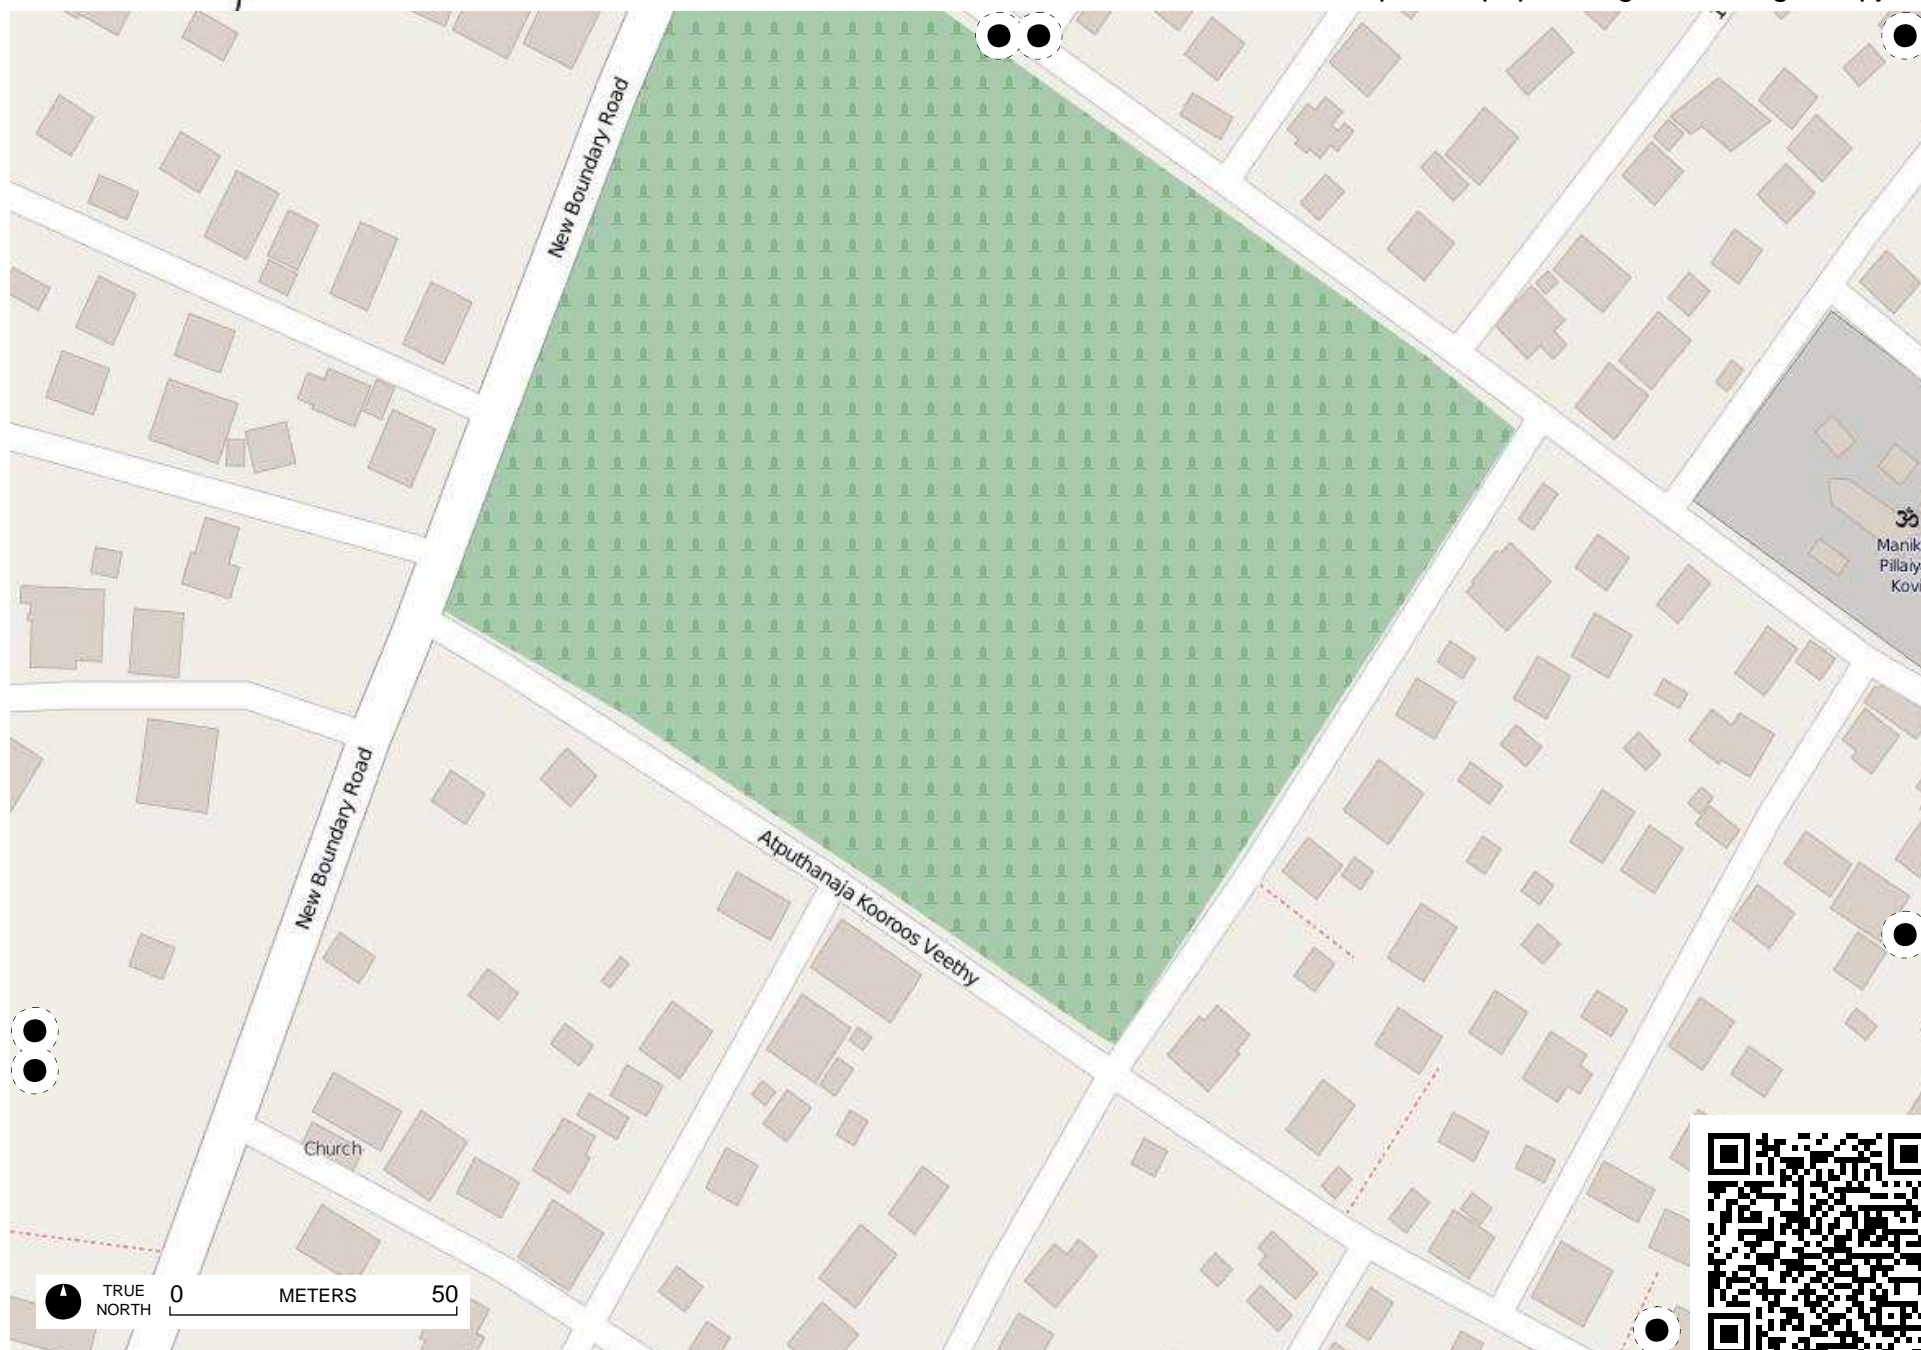 New Boundary Road
ॐ
Manik
Pillaiy
Kovi
New Boundary Road
Atputhanaja Kooroos Veethy
Church
TRUE
NORTH
0 METERS 50